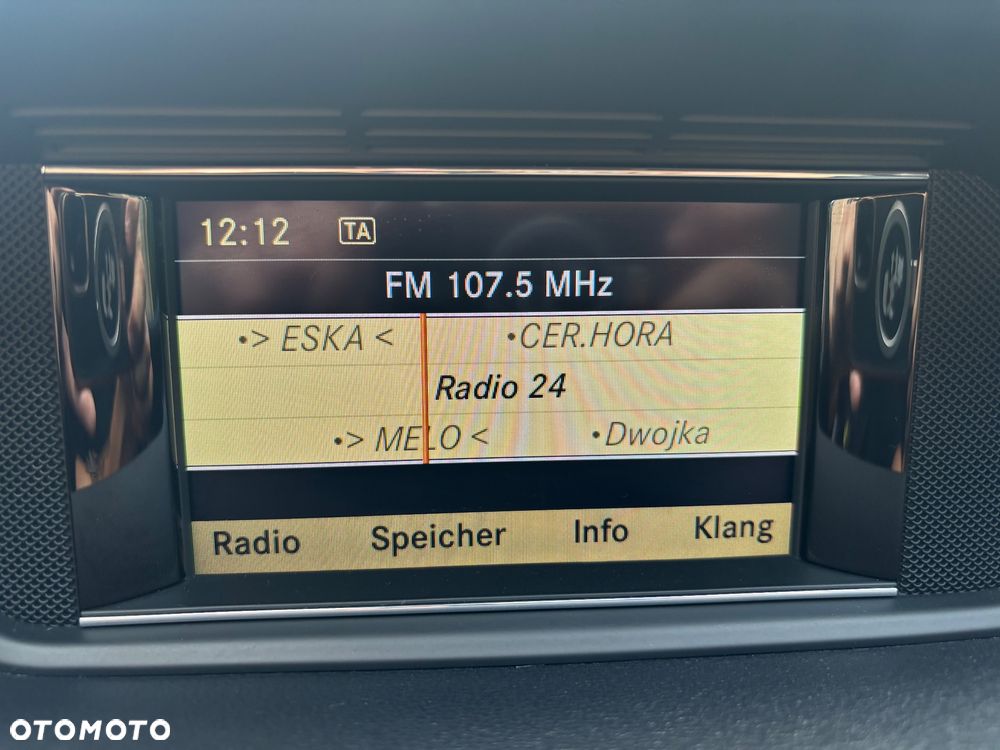 12:12 TA
FM 107.5 MHz
•> ESKA < •CER.HORA
Radio 24
•> MELO < •Dwojka
Radio Speicher Info Klang
OTOMOTO